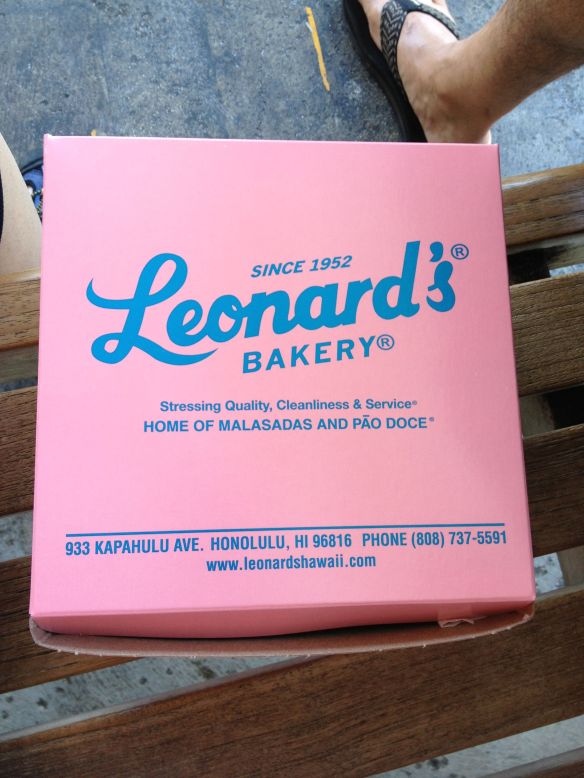 SINCE 1952
Leonard's®
BAKERY®
Stressing Quality, Cleanliness & Service®
HOME OF MALASADAS AND PÃO DOCE®
933 KAPAHULU AVE. HONOLULU, HI 96816 PHONE (808) 737-5591
www.leonardshawaii.com